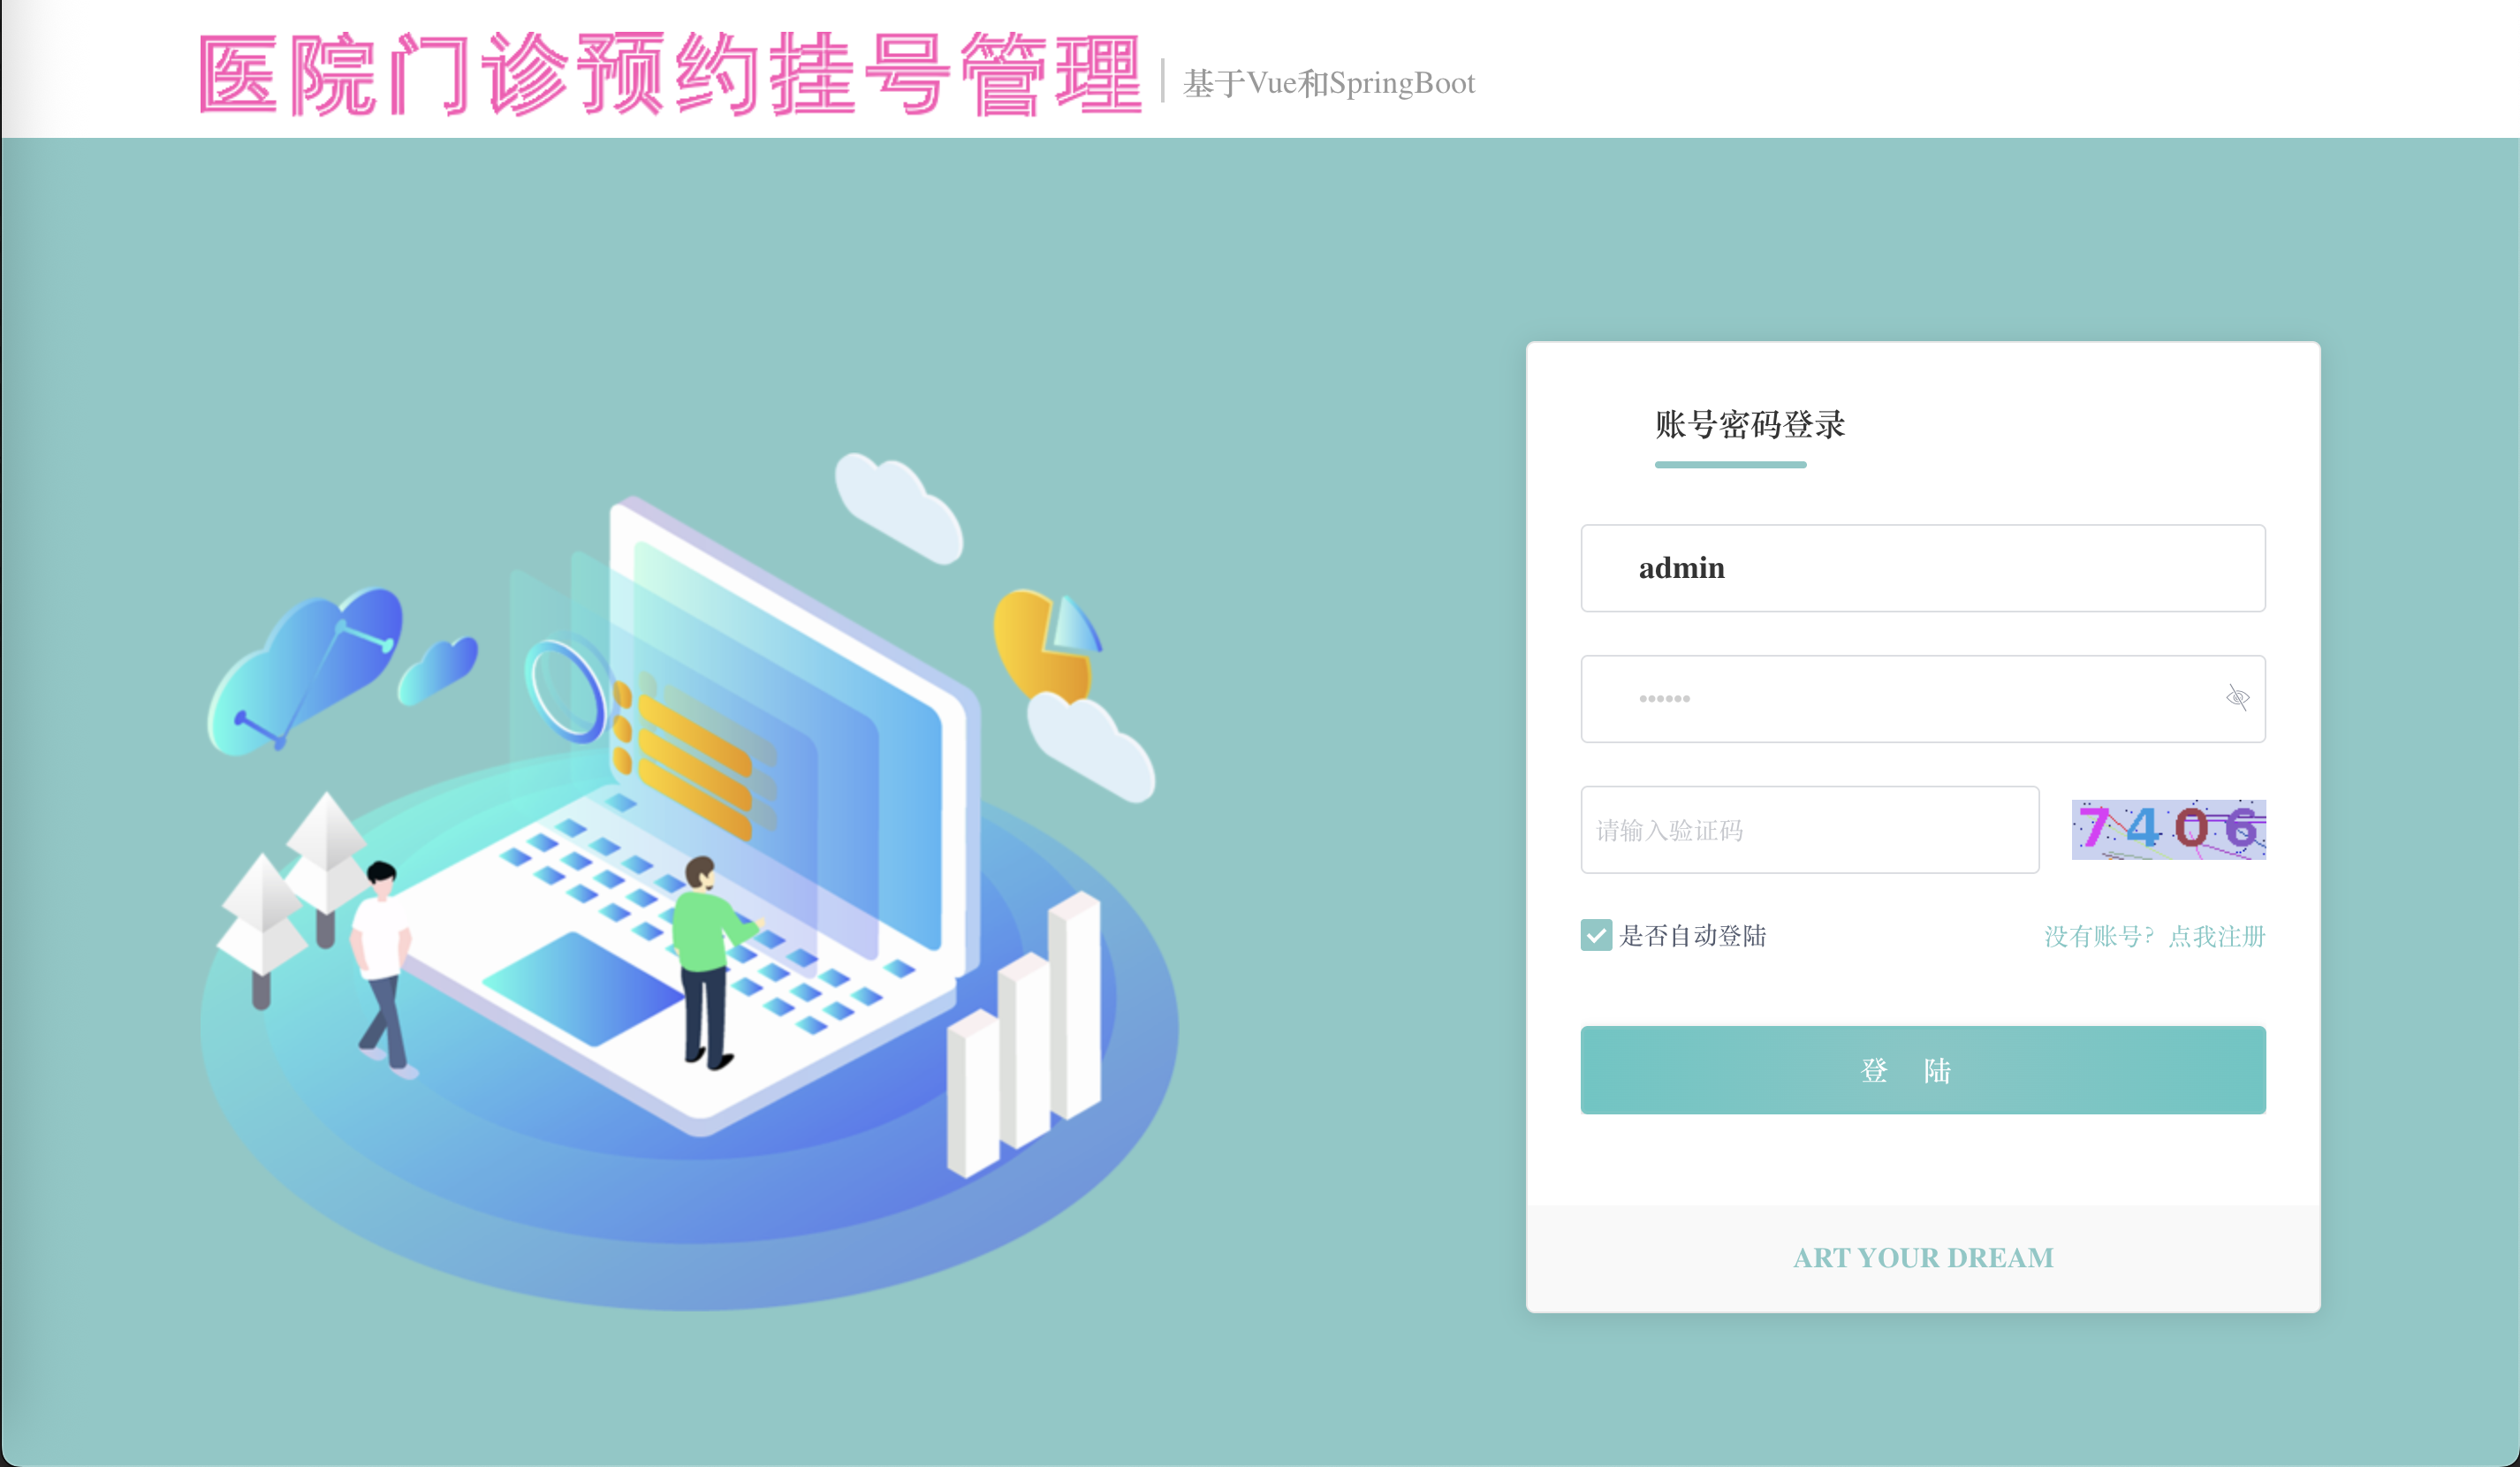 医院门诊预约挂号管理
基于Vue和SpringBoot
账号密码登录
admin
••••••
请输入验证码
7406
是否自动登陆
没有账号? 点我注册
登 陆
ART YOUR DREAM